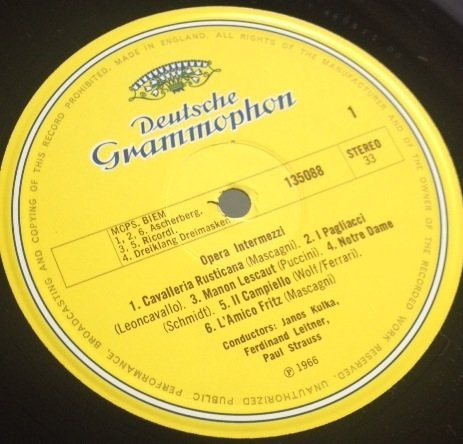 BROADCASTING AND COPYING OF THIS RECORD PROHIBITED. MADE IN ENGLAND. ALL RIGHTS OF THE MANUFACTURER AND OF THE OWNER OF THE RECORDED WORK RESERVED. UNAUTHORIZED PUBLIC PERFORMANCE,
Deutsche
Grammophon
1
MCPS, BIEM
1, 2, 6. Ascherberg.
3, 5. Ricordi.
4. Dreiklang Dreimasken
135088
STEREO
33
Opera Intermezzi
1. Cavalleria Rusticana (Mascagni). 2. I Pagliacci
(Leoncavallo). 3. Manon Lescaut (Puccini). 4. Notre Dame
(Schmidt). 5. Il Campiello (Wolf/Ferrari).
6. L'Amico Fritz (Mascagni)
Conductors: Janos Kulka,
Ferdinand Leitner,
Paul Strauss
℗ 1966